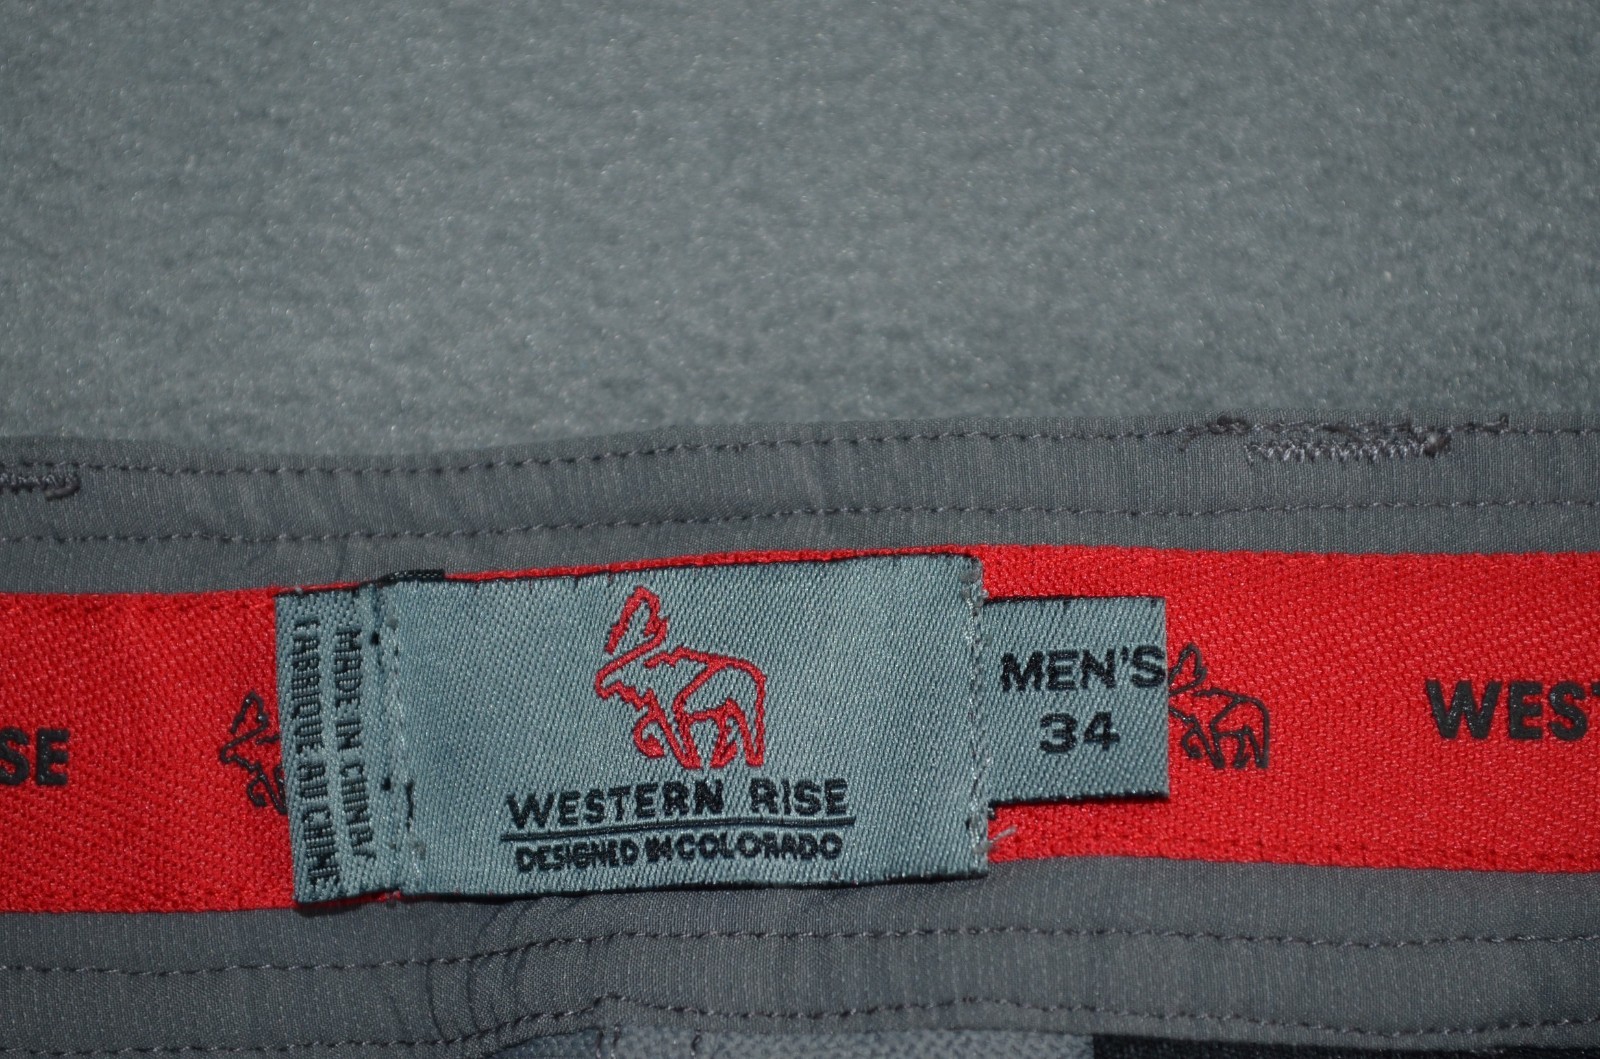 SE
MADE IN CHINA/
FABRIQUE AU CHINE
WESTERN RISE
DESIGNED IN COLORADO
MEN'S
34
WEST